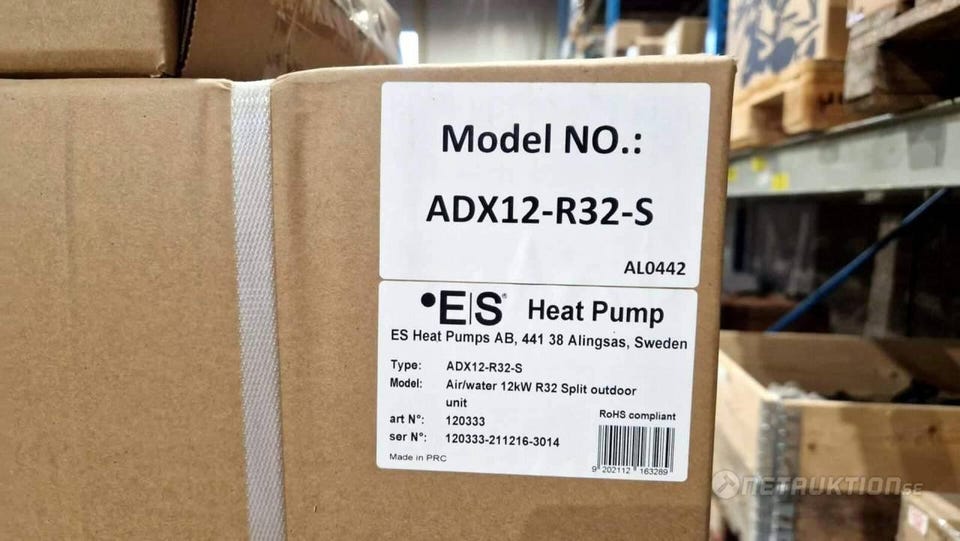 Model NO.:
ADX12-R32-S
AL0442
E|S® Heat Pump
ES Heat Pumps AB, 441 38 Alingsas, Sweden
Type: ADX12-R32-S
Model: Air/water 12kW R32 Split outdoor
unit
art N°: 120333
ser N°: 120333-211216-3014
Made in PRC
RoHS compliant
9 202112 163289
NETAUKTION.SE